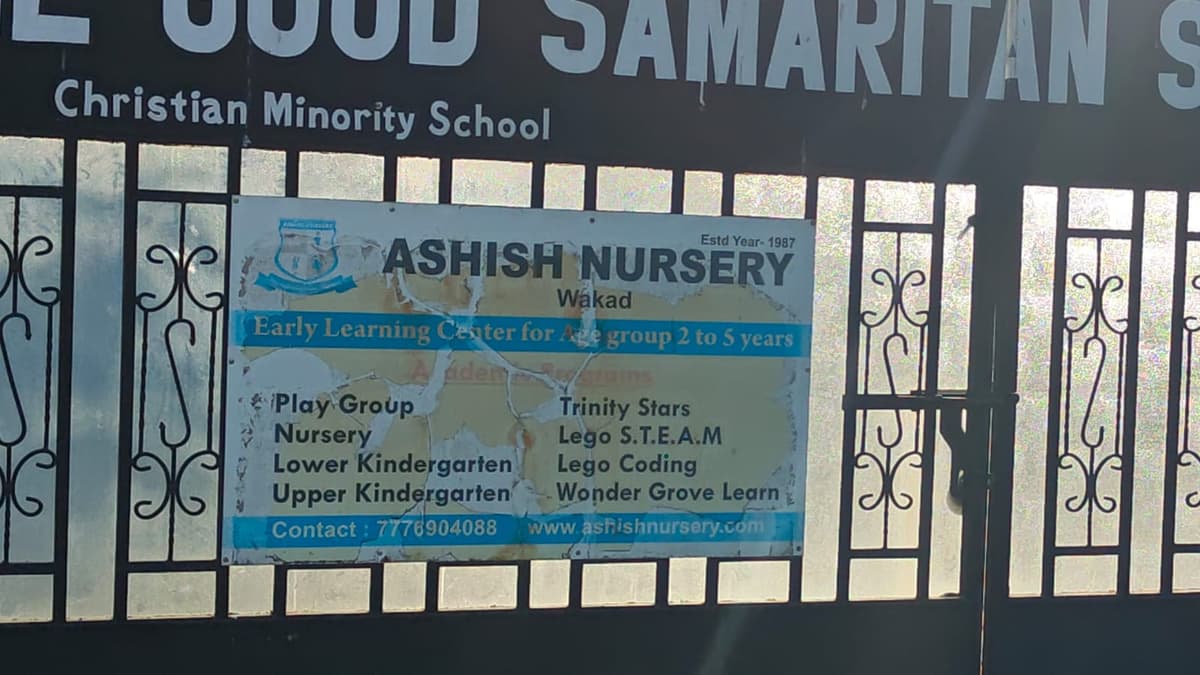 GOOD SAMARITAN S
Christian Minority School
Estd Year- 1987
ASHISH NURSERY
Wakad
Early Learning Center for Age group 2 to 5 years
Academic Programs
Play Group
Nursery
Lower Kindergarten
Upper Kindergarten
Trinity Stars
Lego S.T.E.A.M
Lego Coding
Wonder Grove Learn
Contact : 7776904088 www.ashishnursery.com